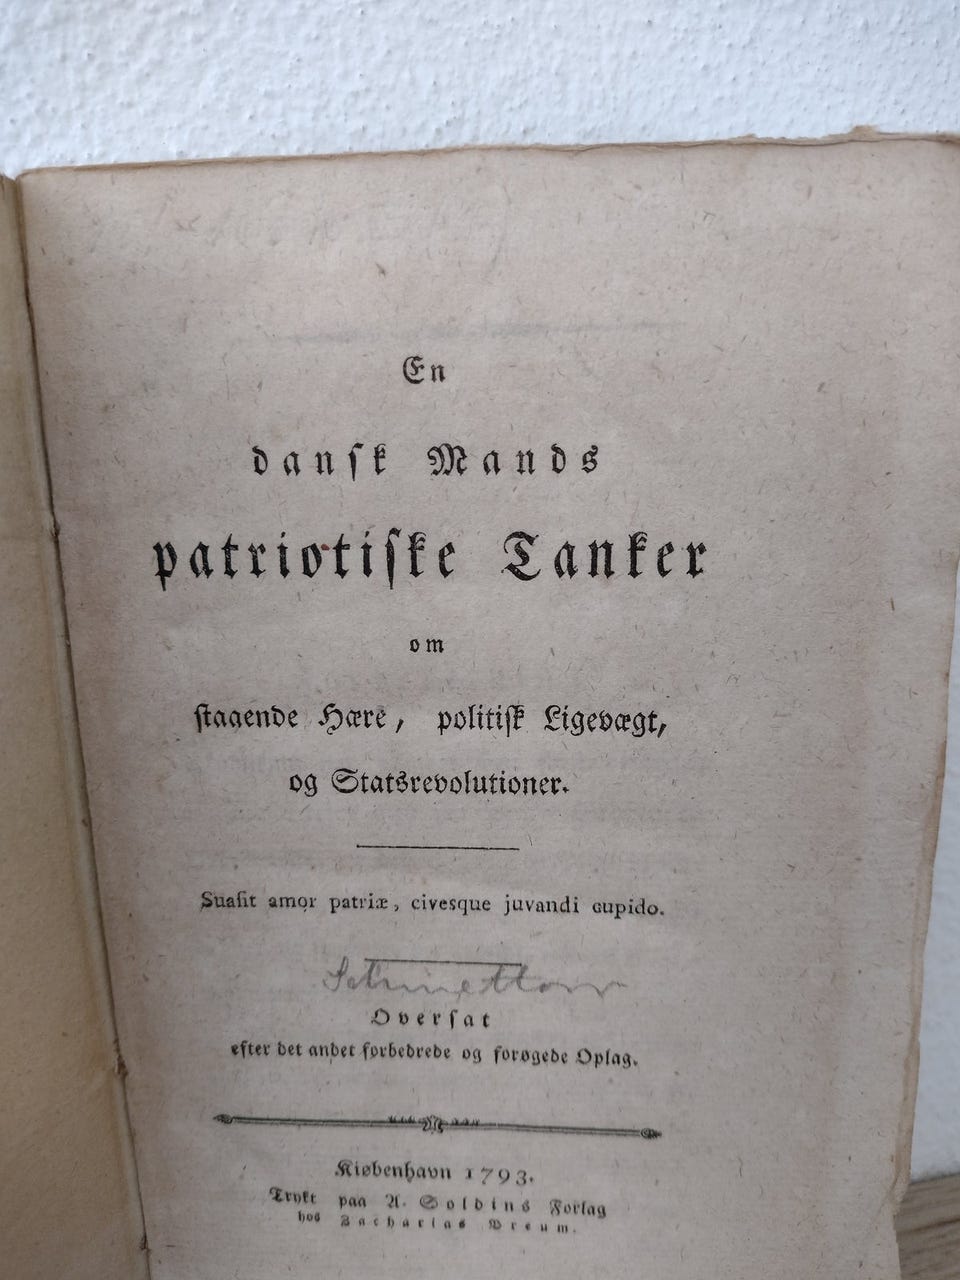 En
dansk Mands
patriotiske Tanker
om
staaende Hære, politisk Ligevægt,
og Statsrevolutioner.
Suasit amor patriæ, civesque juvandi cupido.
Schmettow
Oversat
efter det andet forbedrede og forøgede Oplag.
Kiøbenhavn 1793.
Trykt paa A. Soldins Forlag
hos Zacharias Breum.